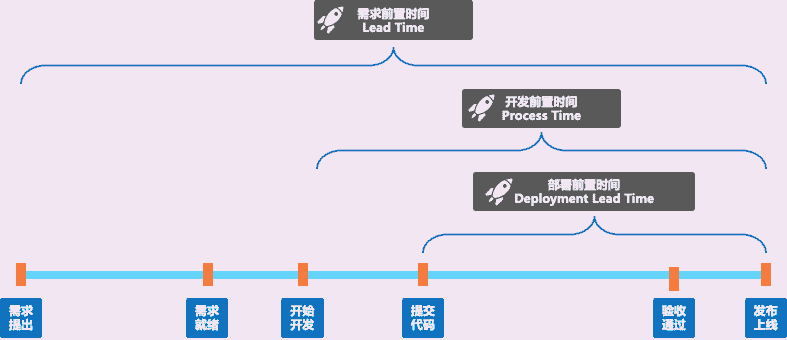 需求前置时间
Lead Time
开发前置时间
Process Time
部署前置时间
Deployment Lead Time
需求
提出
需求
就绪
开始
开发
提交
代码
验收
通过
发布
上线